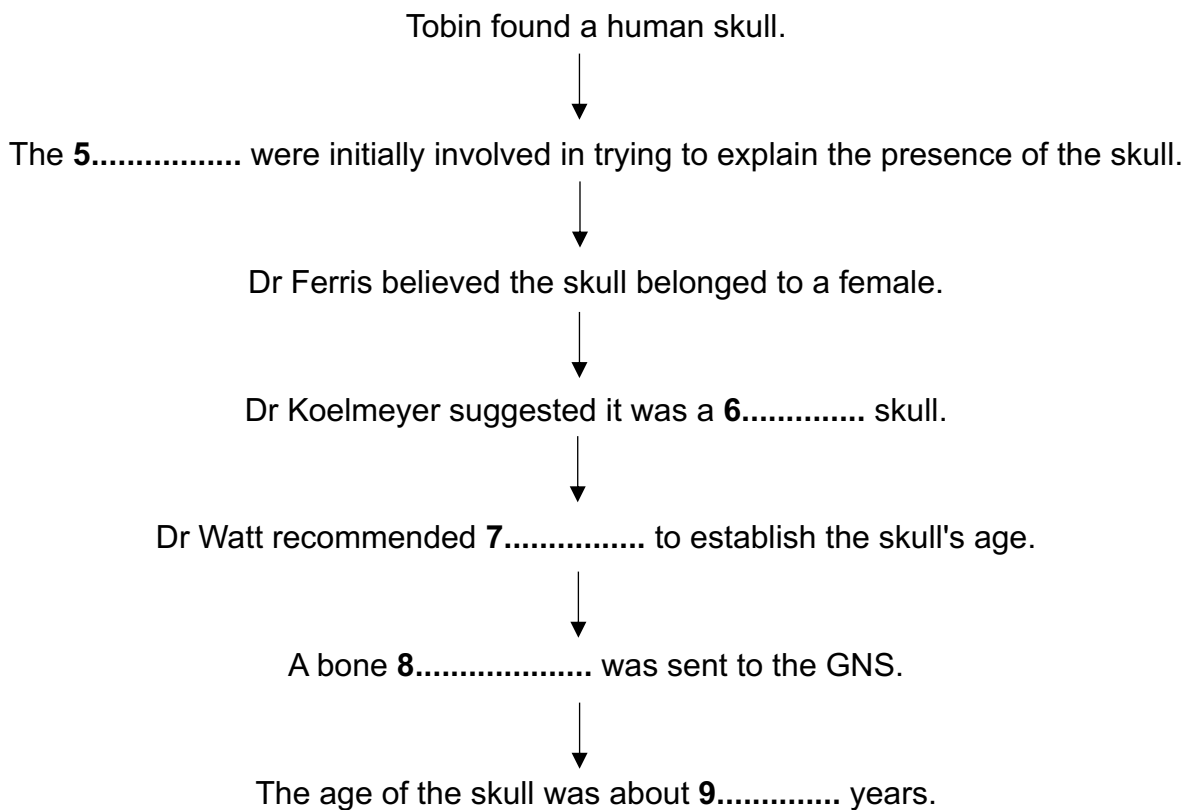 Tobin found a human skull.
The 5................. were initially involved in trying to explain the presence of the skull.
Dr Ferris believed the skull belonged to a female.
Dr Koelmeyer suggested it was a 6.............. skull.
Dr Watt recommended 7................ to establish the skull's age.
A bone 8.................... was sent to the GNS.
The age of the skull was about 9.............. years.